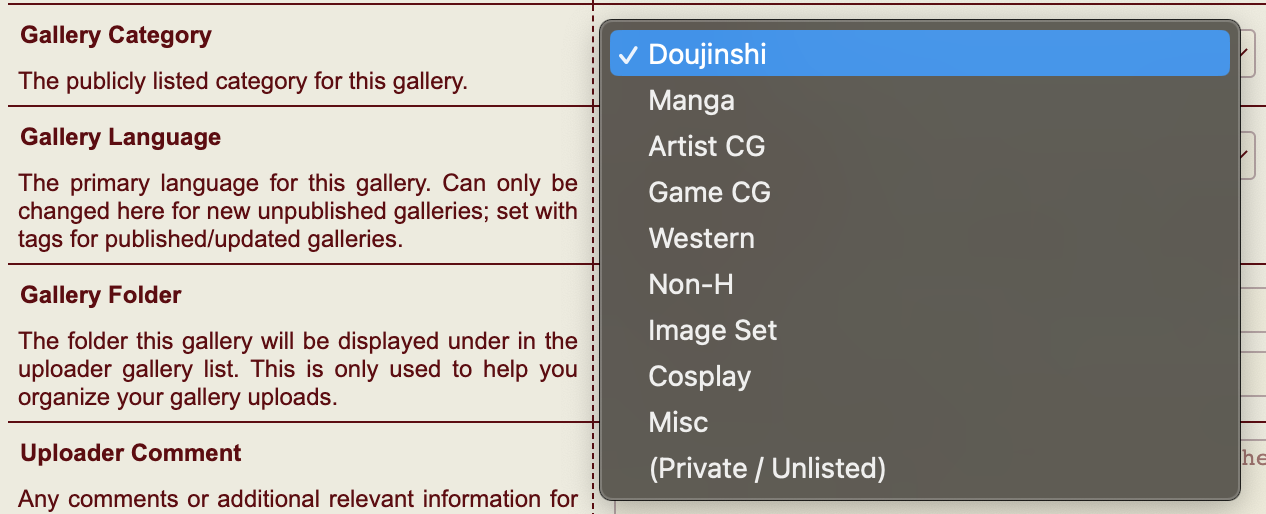 Gallery Category
The publicly listed category for this gallery.
Gallery Language
The primary language for this gallery. Can only be
changed here for new unpublished galleries; set with
tags for published/updated galleries.
Gallery Folder
The folder this gallery will be displayed under in the
uploader gallery list. This is only used to help you
organize your gallery uploads.
Uploader Comment
Any comments or additional relevant information for
✓ Doujinshi
Manga
Artist CG
Game CG
Western
Non-H
Image Set
Cosplay
Misc
(Private / Unlisted)